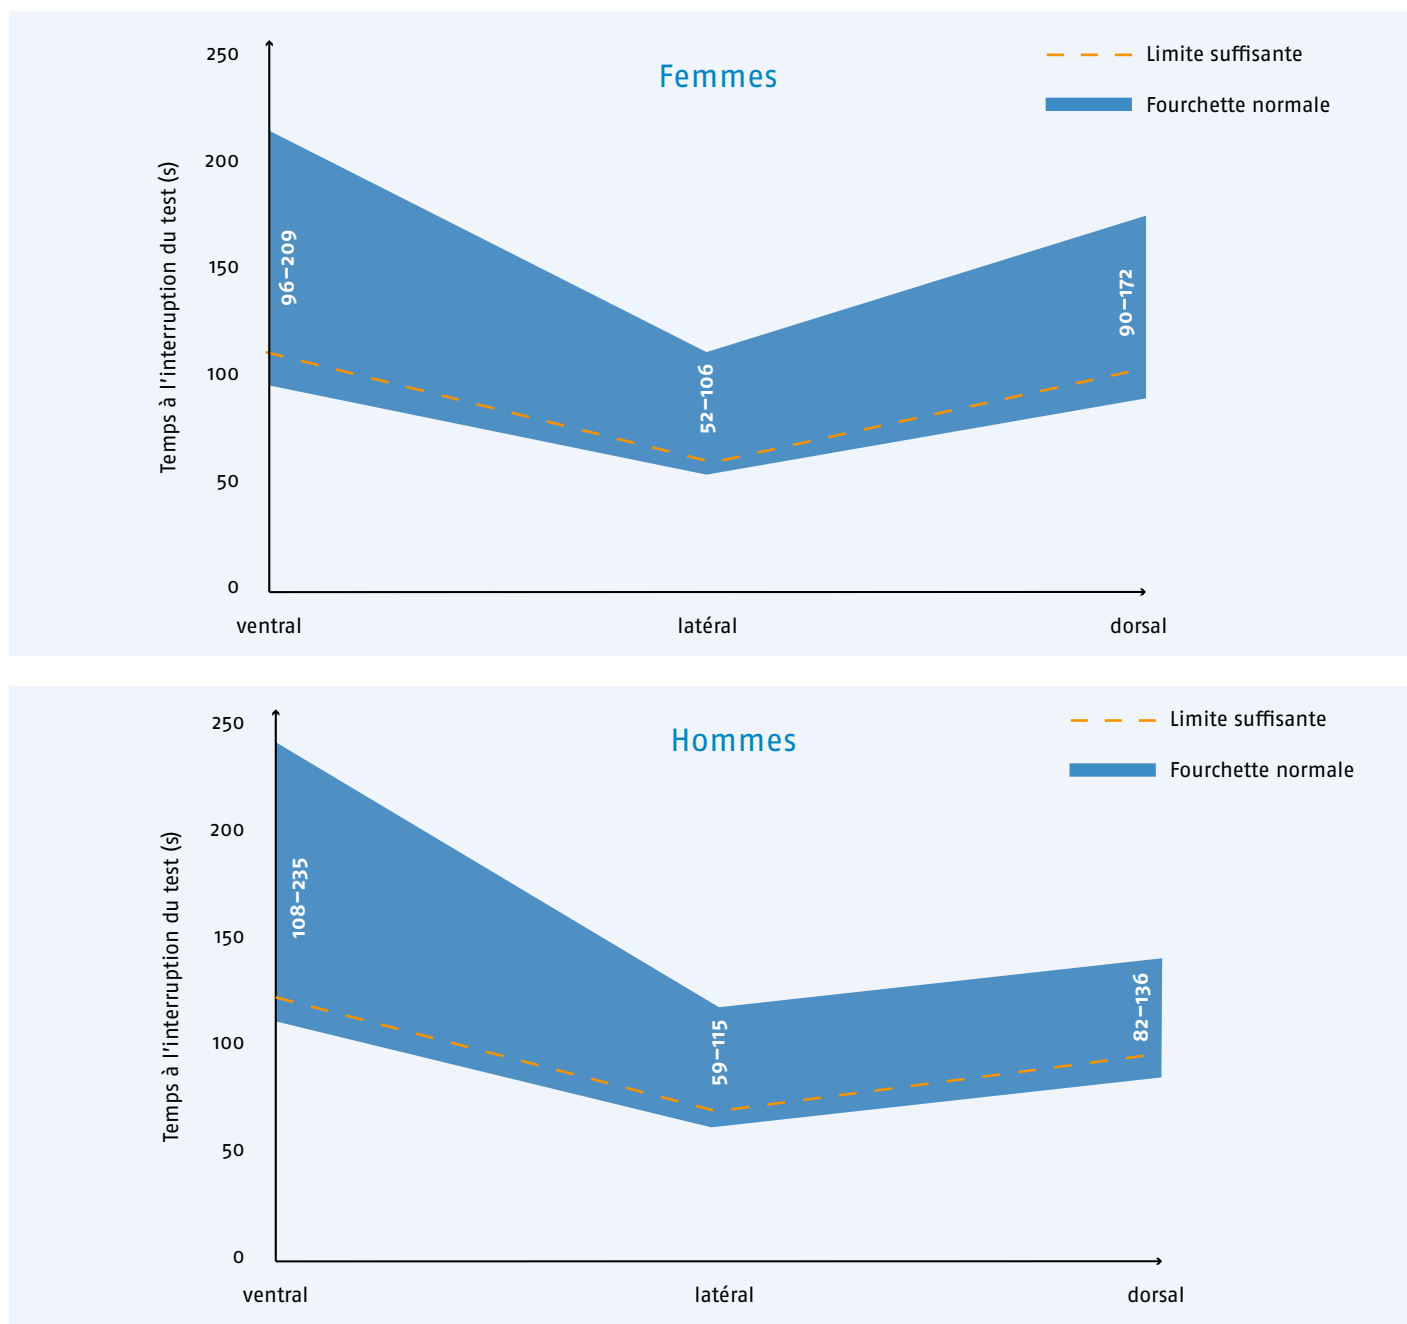 Femmes
Limite suffisante
Fourchette normale
Temps à l'interruption du test (s)
250
200
150
100
50
0
96–209
52–106
90–172
ventral
latéral
dorsal
Hommes
Limite suffisante
Fourchette normale
Temps à l'interruption du test (s)
250
200
150
100
50
0
108–235
59–115
82–136
ventral
latéral
dorsal